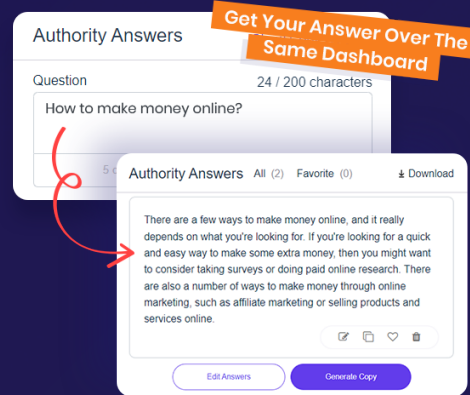 Get Your Answer Over The
Same Dashboard
Authority Answers
Question
24 / 200 characters
How to make money online?
5
Authority Answers
All (2)
Favorite (0)
Download
There are a few ways to make money online, and it really
depends on what you're looking for. If you're looking for a quick
and easy way to make some extra money, then you might want
to consider taking surveys or doing paid online research. There
are also a number of ways to make money through online
marketing, such as affiliate marketing or selling products and
services online.
Edit Answers
Generate Copy